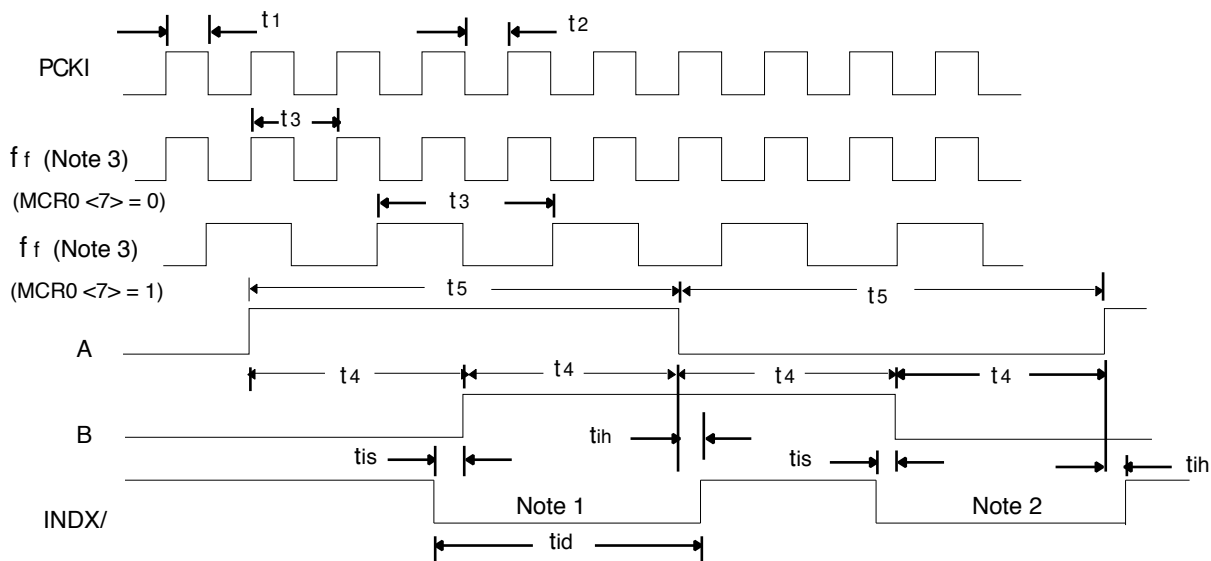 t1
t2
PCKI
t3
ff (Note 3)
(MCR0 <7> = 0)
t3
ff (Note 3)
(MCR0 <7> = 1)
t5
t5
A
t4
t4
t4
t4
B
tis
tih
tis
tih
INDX/
Note 1
Note 2
tid